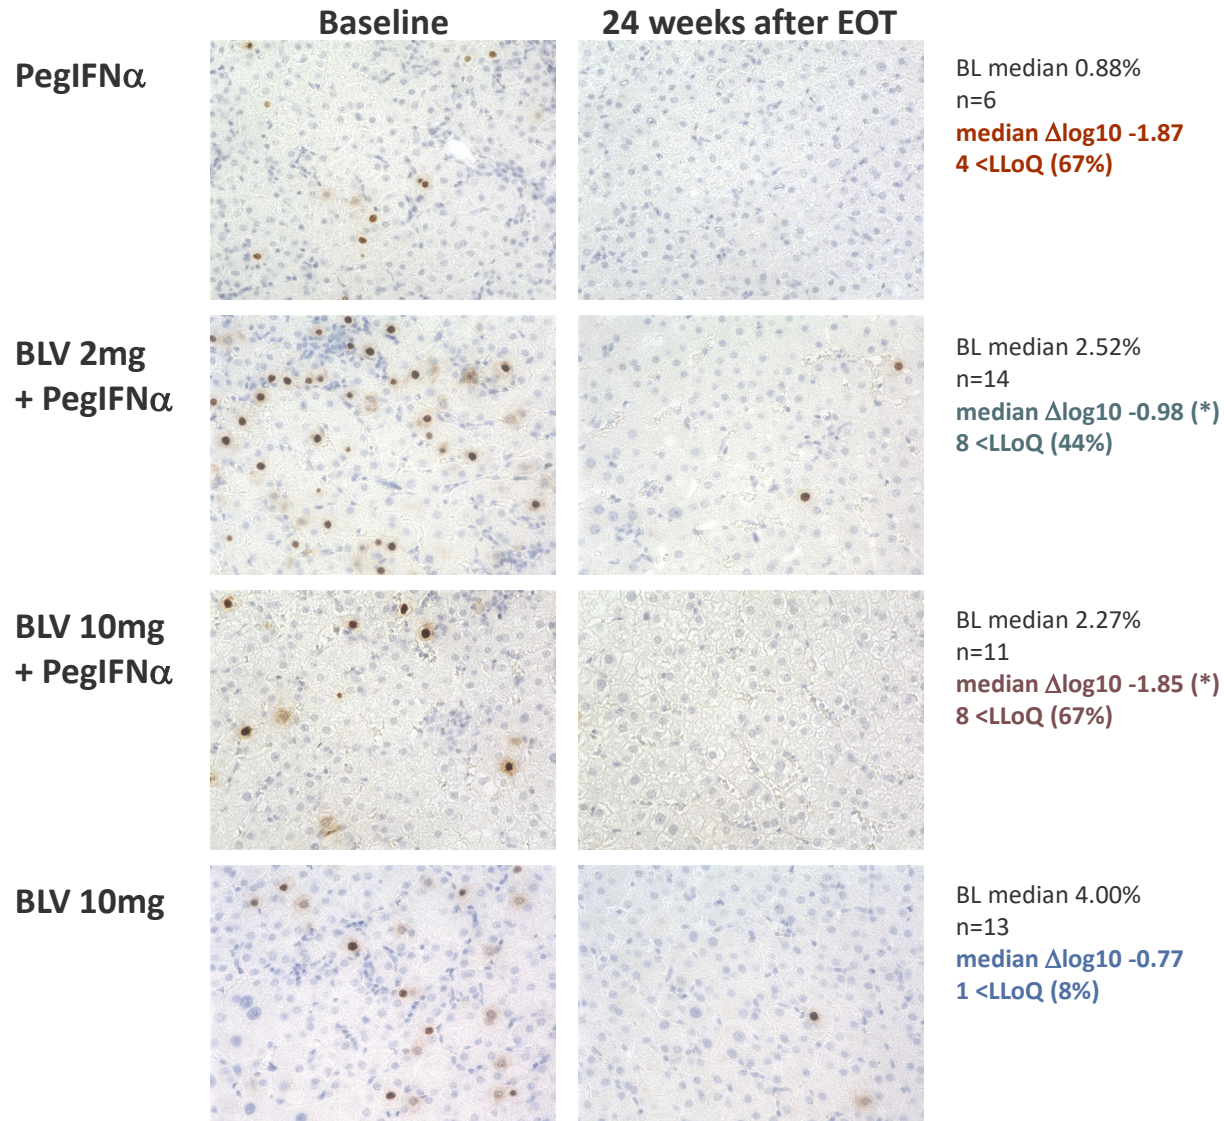 Baseline
24 weeks after EOT
PegIFNα
BL median 0.88%
n=6
median Δlog10 -1.87
4 <LLoQ (67%)
BLV 2mg
+ PegIFNα
BL median 2.52%
n=14
median Δlog10 -0.98 (*)
8 <LLoQ (44%)
BLV 10mg
+ PegIFNα
BL median 2.27%
n=11
median Δlog10 -1.85 (*)
8 <LLoQ (67%)
BLV 10mg
BL median 4.00%
n=13
median Δlog10 -0.77
1 <LLoQ (8%)